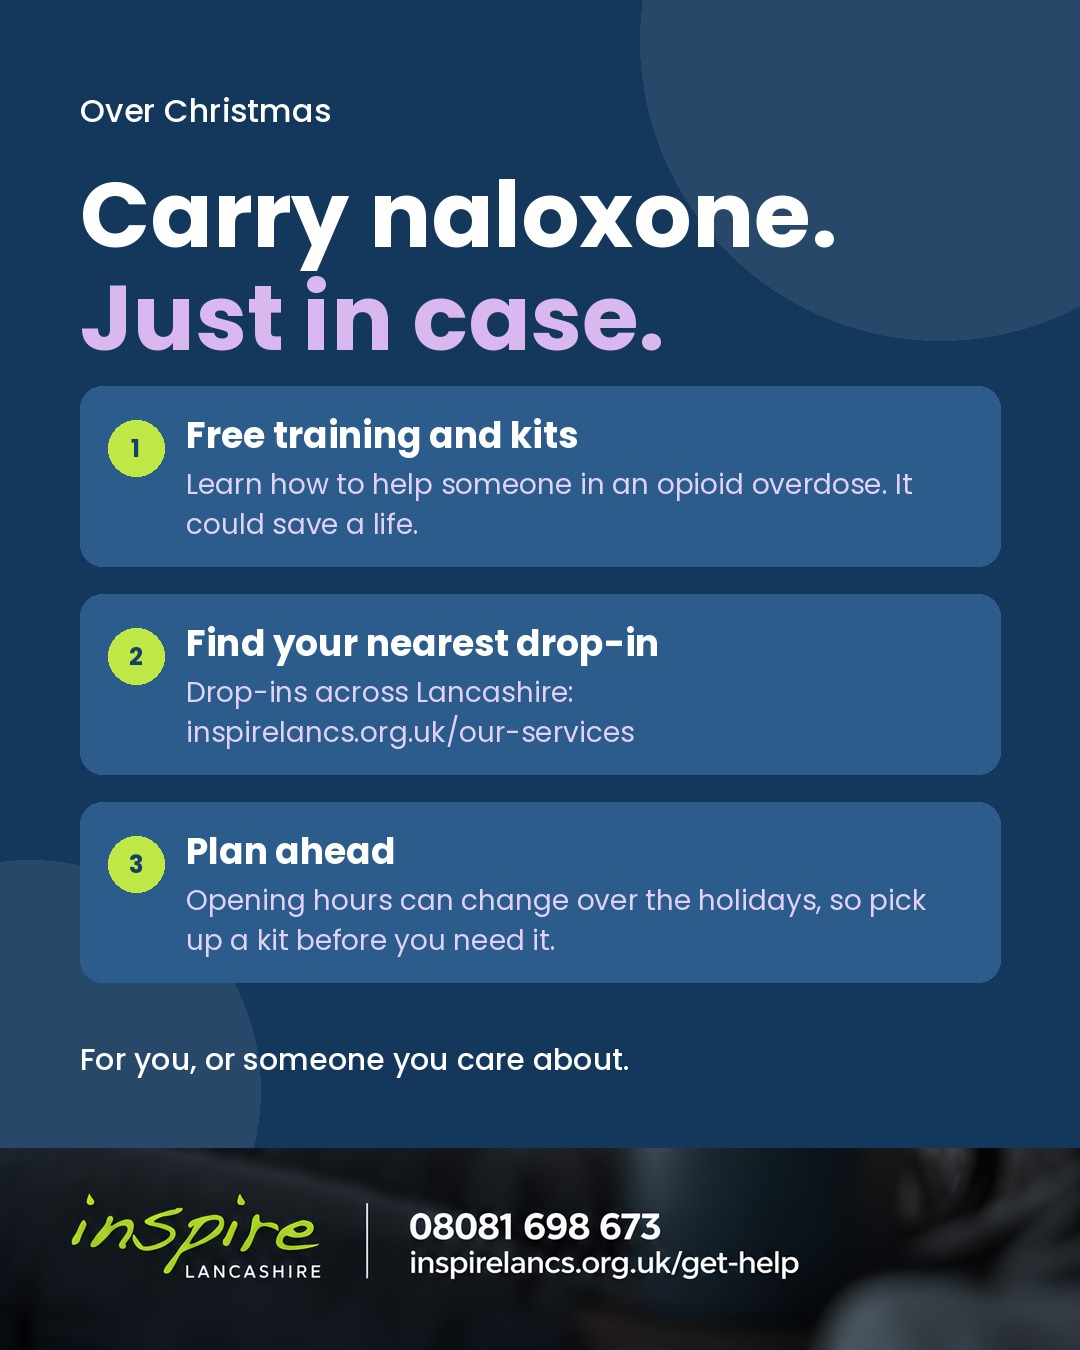 Over Christmas
Carry naloxone.
Just in case.
1
Free training and kits
Learn how to help someone in an opioid overdose. It
could save a life.
2
Find your nearest drop-in
Drop-ins across Lancashire:
inspirelancs.org.uk/our-services
3
Plan ahead
Opening hours can change over the holidays, so pick
up a kit before you need it.
For you, or someone you care about.
inspire
LANCASHIRE
08081 698 673
inspirelancs.org.uk/get-help